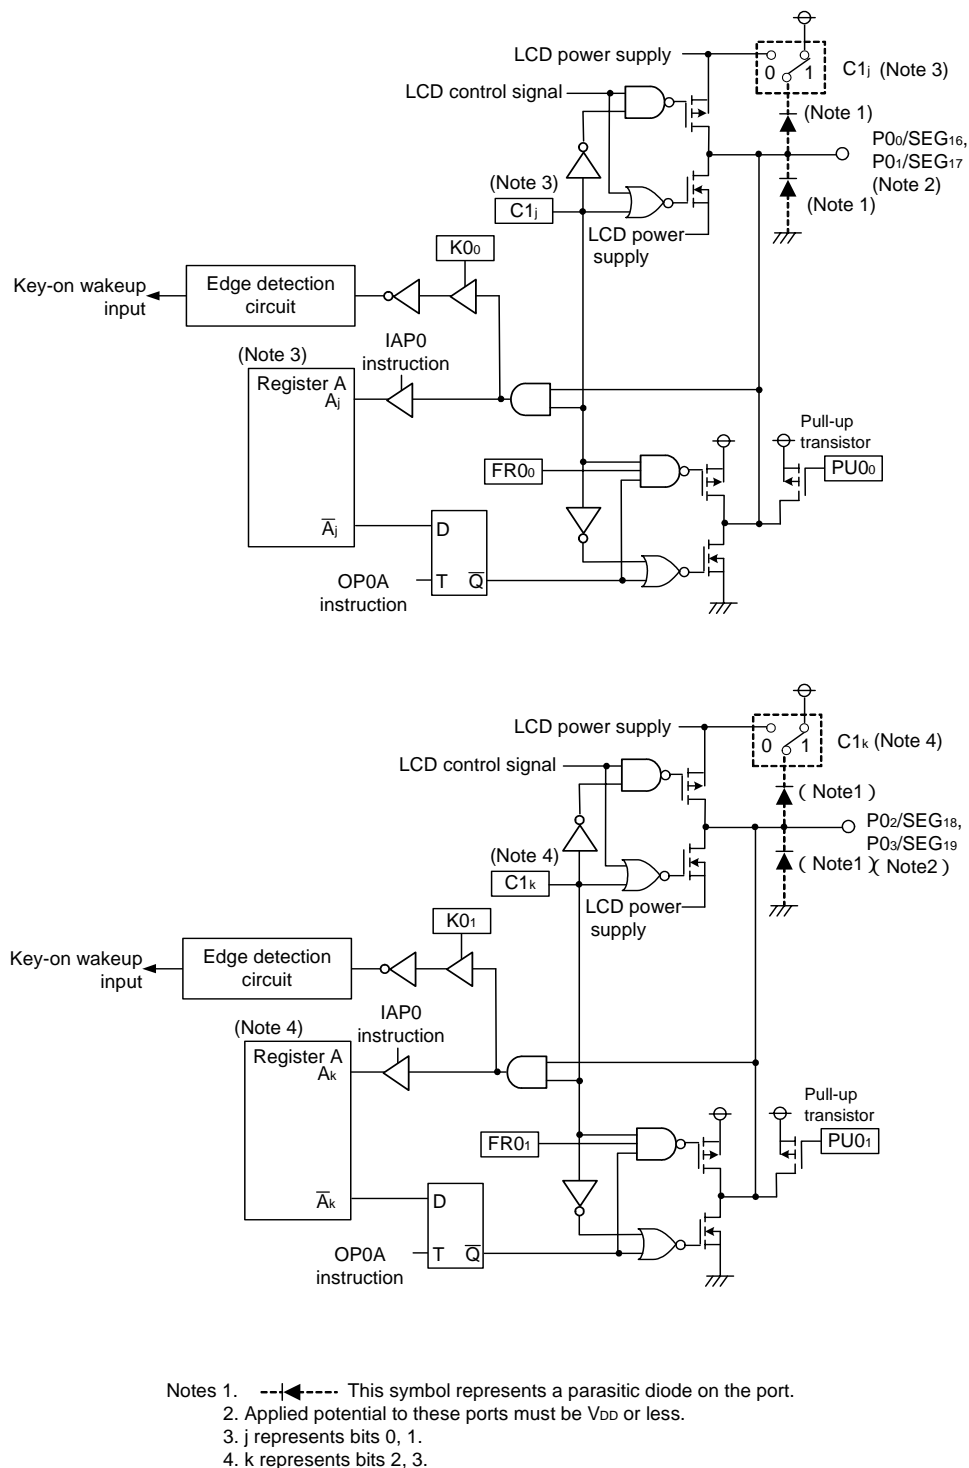 LCD power supply
0 1
C1j (Note 3)
LCD control signal
(Note 1)
P00/SEG16,
P01/SEG17
(Note 2)
(Note 3)
C1j
(Note 1)
LCD power
supply
K00
Key-on wakeup
input
Edge detection
circuit
IAP0
instruction
(Note 3)
Register A
Aj
Pull-up
transistor
FR00
PU00
A̅j
D
OP0A
instruction
T Q̅
LCD power supply
0 1
C1k (Note 4)
LCD control signal
( Note1 )
P02/SEG18,
P03/SEG19
(Note 4)
( Note1 )
( Note2 )
C1k
LCD power
supply
K01
Key-on wakeup
input
Edge detection
circuit
IAP0
instruction
(Note 4)
Register A
Ak
Pull-up
transistor
FR01
PU01
A̅k
D
OP0A
instruction
T Q̅
Notes 1. This symbol represents a parasitic diode on the port.
2. Applied potential to these ports must be VDD or less.
3. j represents bits 0, 1.
4. k represents bits 2, 3.